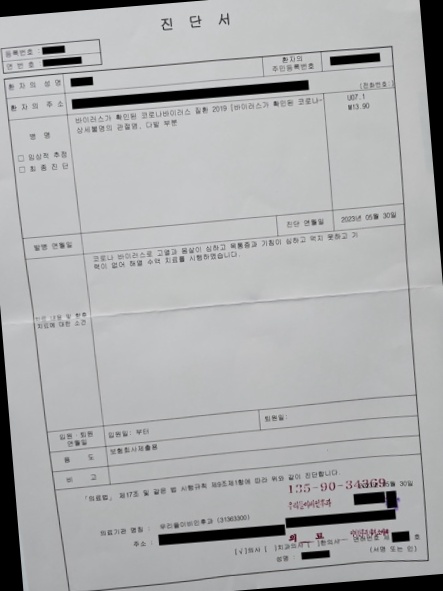 진 단 서
등록번호 :
연 번 호 :
환 자 의 성 명
환자의
주민등록번호
환 자 의 주 소
(전화번호:)
병 명
□ 임상적 추정
□ 최 종 진 단
바이러스가 확인된 코로나바이러스 질환 2019 [바이러스가 확인된 코로나-
상세불명의 관절염, 다발 부분
U07.1
M13.90
발병 연월일
진단 연월일
2023년 05월 30일
치료 내용 및 향후
치료에 대한 소견
코로나 바이러스로 고열과 몸살이 심하고 목통증과 기침이 심하고 먹지 못하고 기
력이 없어 해열 수액 치료를 시행하였습니다.
입원 · 퇴원
연월일
입원일: 부터
퇴원일:
용 도
보험회사제출용
비 고
「의료법」 제17조 및 같은 법 시행규칙 제9조제1항에 따라 위와 같이 진단합니다.
135-90-34369
05월 30일
의료기관 명칭 : 우리들이비인후과 (31363300)
주소 :
[√]의사 [ ]치과의사 [ ]한의사 면허번호 제 호
성명
(서명 또는 인)